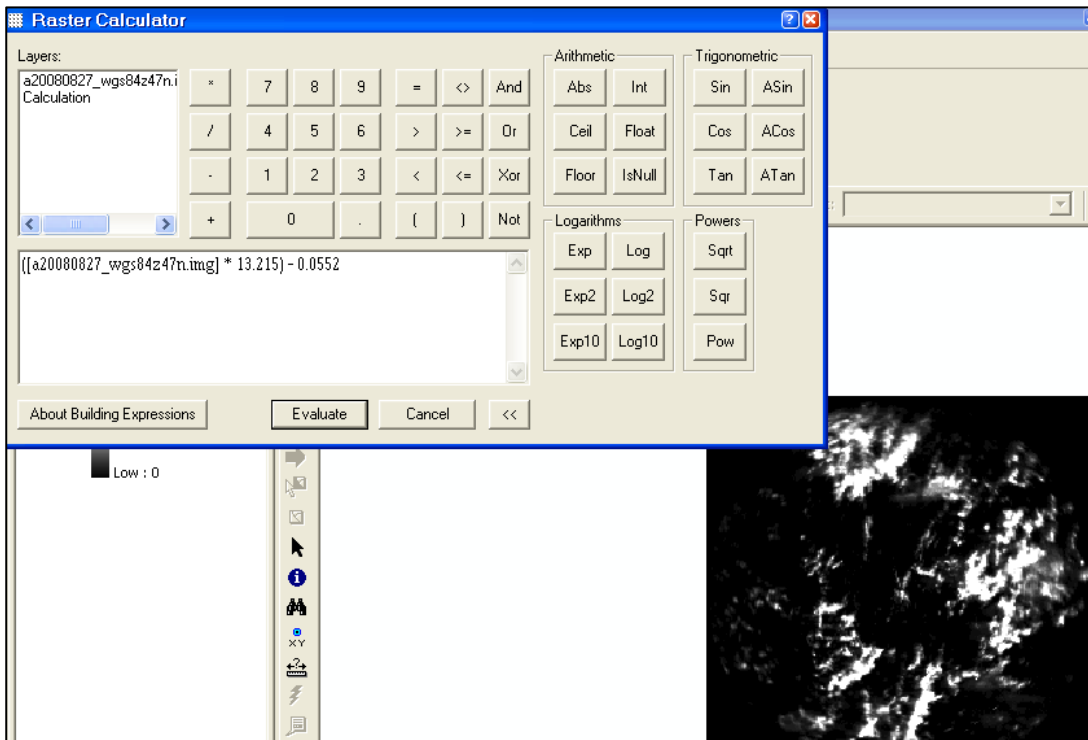 Raster Calculator
Layers:
a20080827_wgs84z47n.i
Calculation
* 7 8 9 = <> And
/ 4 5 6 > >= Or
- 1 2 3 < <= Xor
+ 0 . ( ) Not
Arithmetic
Abs Int
Ceil Float
Floor IsNull
Trigonometric
Sin ASin
Cos ACos
Tan ATan
([a20080827_wgs84z47n.img] * 13.215) - 0.0552
Logarithms
Exp Log
Exp2 Log2
Exp10 Log10
Powers
Sqrt
Sqr
Pow
About Building Expressions Evaluate Cancel <<
Low : 0
XY